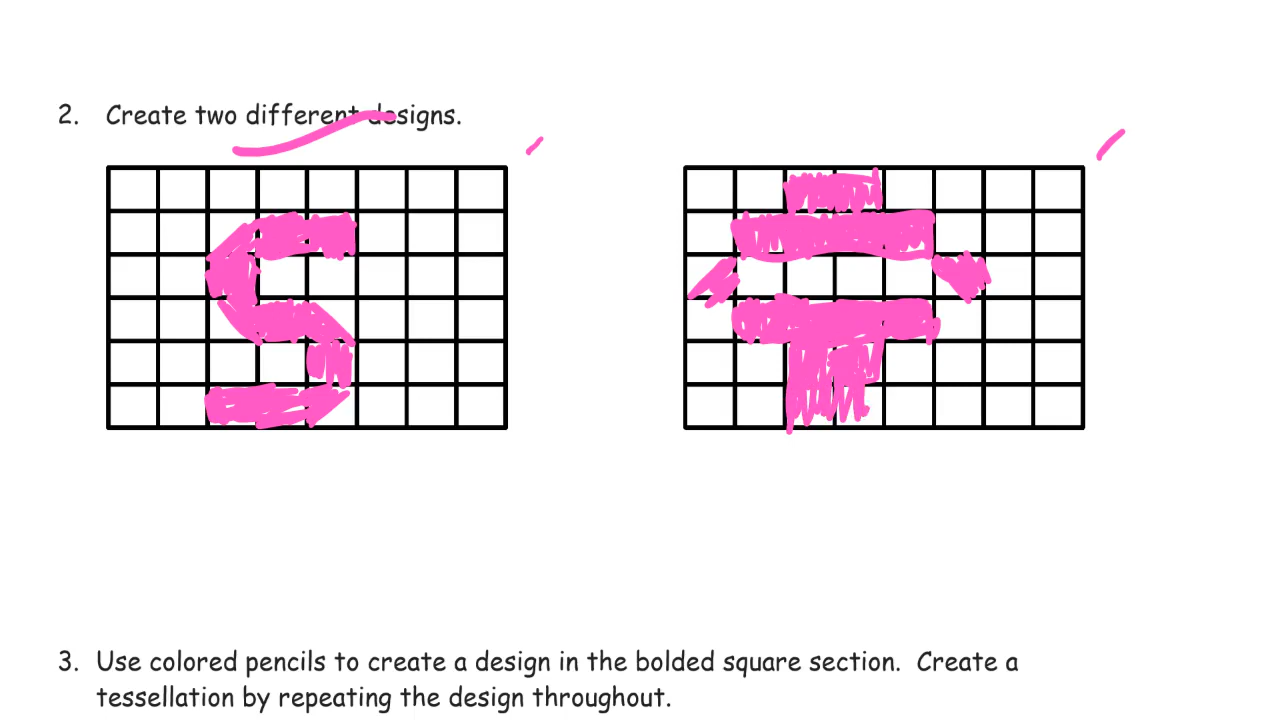 2. Create two different designs.
3. Use colored pencils to create a design in the bolded square section. Create a
tessellation by repeating the design throughout.